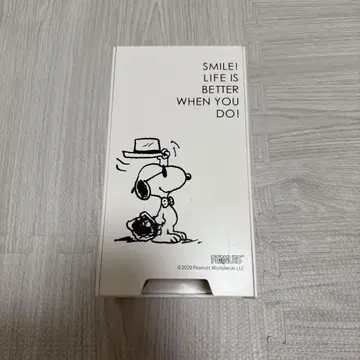 SMILE!
LIFE IS
BETTER
WHEN YOU
DO!
PEANUTS
©2020 Peanuts Worldwide LLC